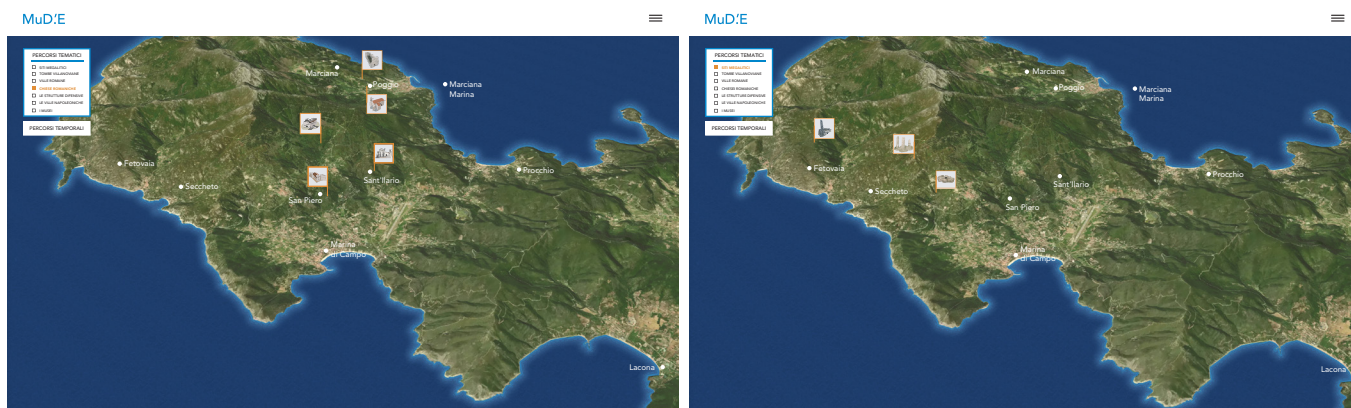 MuD.'E
PERCORSI TEMATICI
SITI MEGALITICI
TOMBE VILLANOVIANE
VILLE ROMANE
CHIESE ROMANICHE
LE STRUTTURE DIFENSIVE
LE VILLE NAPOLEONICHE
I MUSEI
PERCORSI TEMPORALI
Marciana
Poggio
Marciana
Marina
Fetovaia
Seccheto
Sant'Ilario
San Piero
Procchio
Marina
di Campo
Lacona
MuD.'E
PERCORSI TEMATICI
SITI MEGALITICI
TOMBE VILLANOVIANE
VILLE ROMANE
CHIESE ROMANICHE
LE STRUTTURE DIFENSIVE
LE VILLE NAPOLEONICHE
I MUSEI
PERCORSI TEMPORALI
Marciana
Poggio
Marciana
Marina
Fetovaia
Seccheto
Sant'Ilario
San Piero
Procchio
Marina
di Campo
Lacona